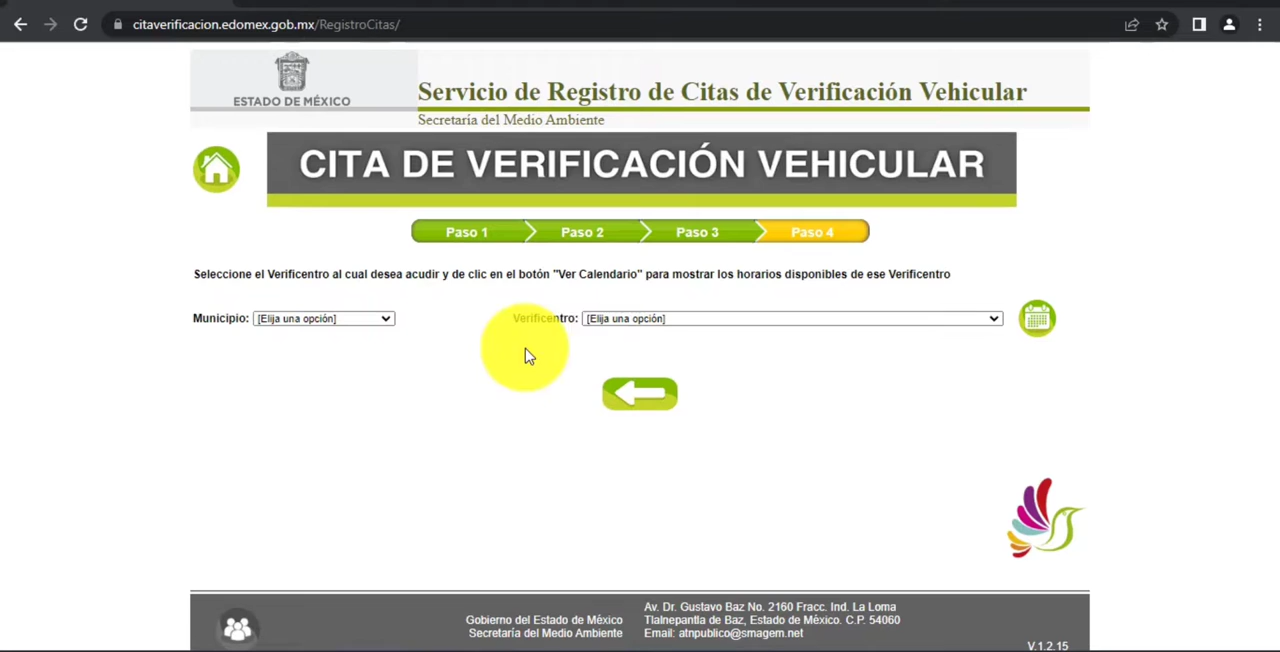 citaverificacion.edomex.gob.mx/RegistroCitas/
ESTADO DE MÉXICO
Servicio de Registro de Citas de Verificación Vehicular
Secretaría del Medio Ambiente
CITA DE VERIFICACIÓN VEHICULAR
Paso 1 Paso 2 Paso 3 Paso 4
Seleccione el Verificentro al cual desea acudir y de clic en el botón "Ver Calendario" para mostrar los horarios disponibles de ese Verificentro
Municipio: [Elija una opción] Verificentro: [Elija una opción]
Gobierno del Estado de México
Secretaría del Medio Ambiente
Av. Dr. Gustavo Baz No. 2160 Fracc. Ind. La Loma
Tlalnepantla de Baz, Estado de México. C.P. 54060
Email: atnpublico@smagem.net
V.1.2.15